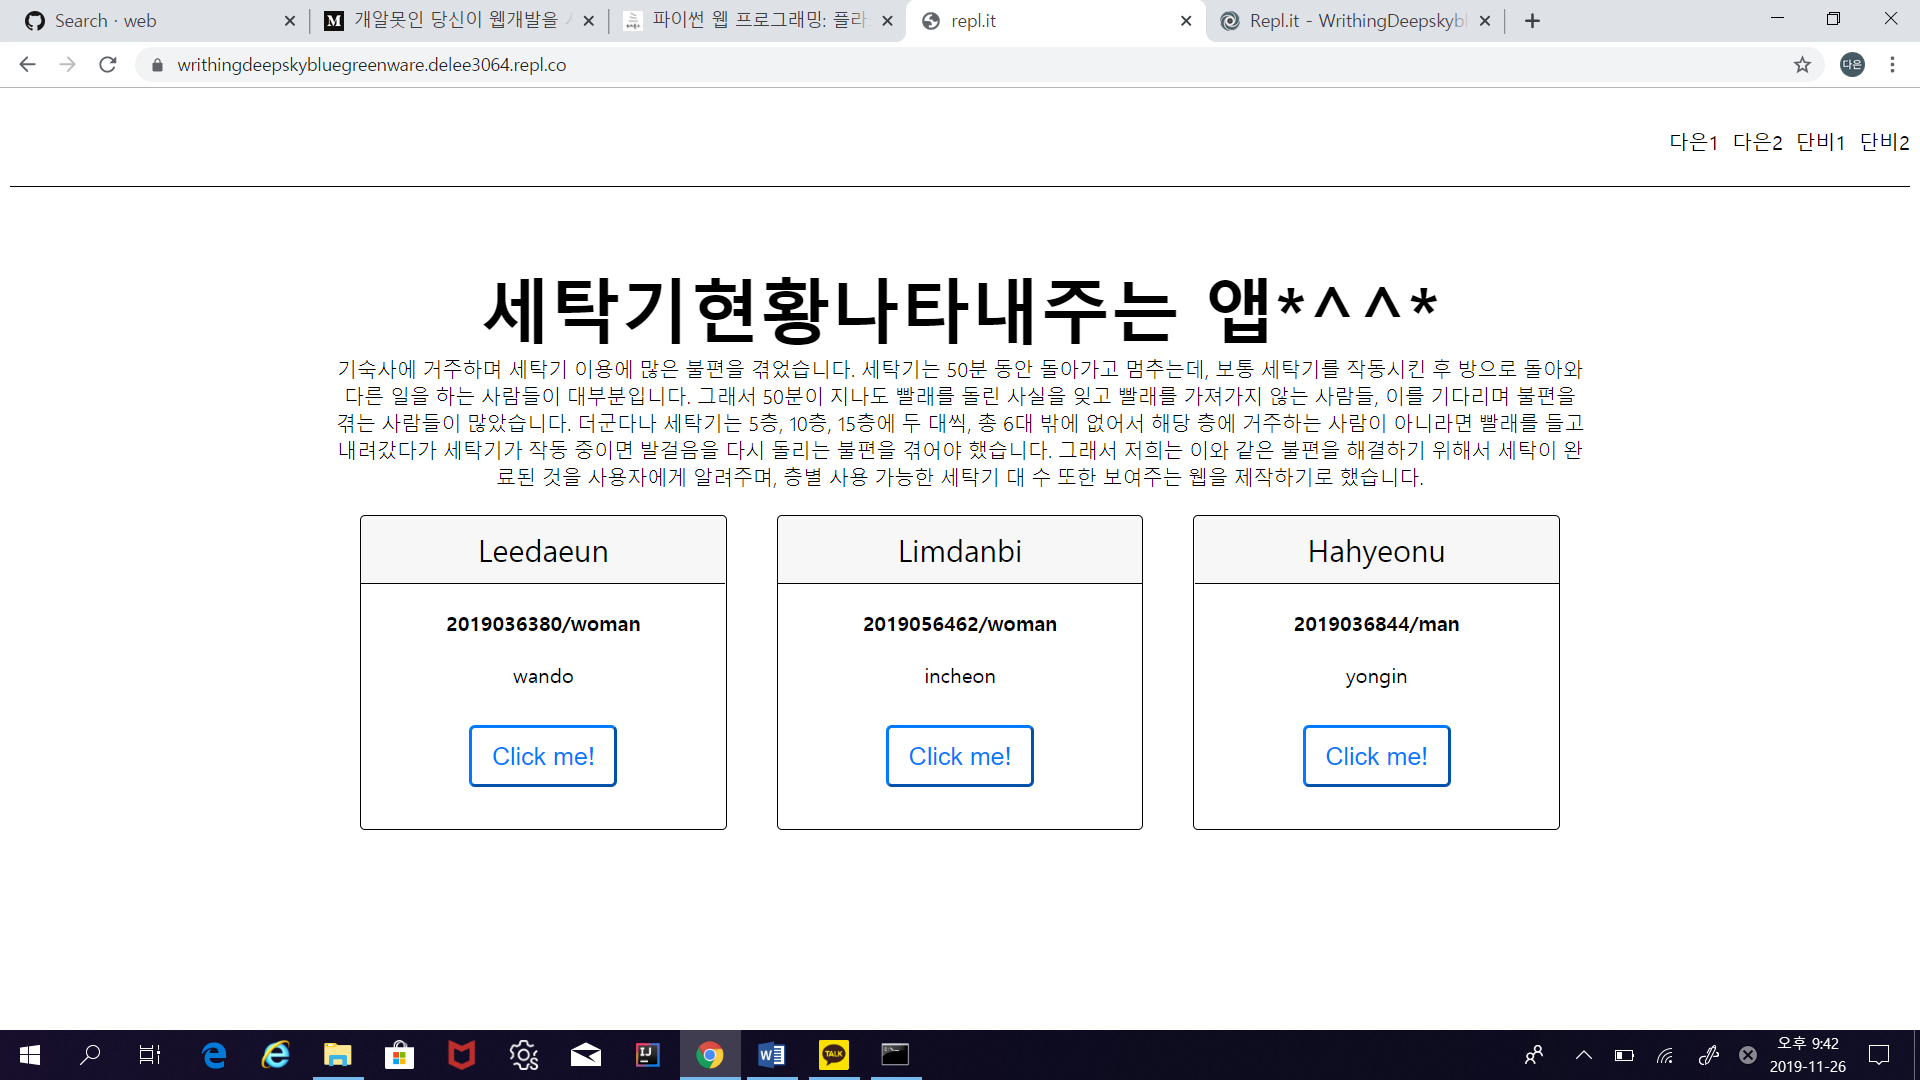 Search · web
개알못인 당신이 웹개발을
파이썬 웹 프로그래밍: 플라
repl.it
Repl.it - WrithingDeepskybl
writhingdeepskybluegreenware.delee3064.repl.co
다은
다은1 다은2 단비1 단비2
세탁기현황나타내주는 앱*^^*
기숙사에 거주하며 세탁기 이용에 많은 불편을 겪었습니다. 세탁기는 50분 동안 돌아가고 멈추는데, 보통 세탁기를 작동시킨 후 방으로 돌아와
다른 일을 하는 사람들이 대부분입니다. 그래서 50분이 지나도 빨래를 돌린 사실을 잊고 빨래를 가져가지 않는 사람들, 이를 기다리며 불편을
겪는 사람들이 많았습니다. 더군다나 세탁기는 5층, 10층, 15층에 두 대씩, 총 6대 밖에 없어서 해당 층에 거주하는 사람이 아니라면 빨래를 들고
내려갔다가 세탁기가 작동 중이면 발걸음을 다시 돌리는 불편을 겪어야 했습니다. 그래서 저희는 이와 같은 불편을 해결하기 위해서 세탁이 완
료된 것을 사용자에게 알려주며, 층별 사용 가능한 세탁기 대 수 또한 보여주는 웹을 제작하기로 했습니다.
Leedaeun
2019036380/woman
wando
Click me!
Limdanbi
2019056462/woman
incheon
Click me!
Hahyeonu
2019036844/man
yongin
Click me!
오후 9:42
2019-11-26